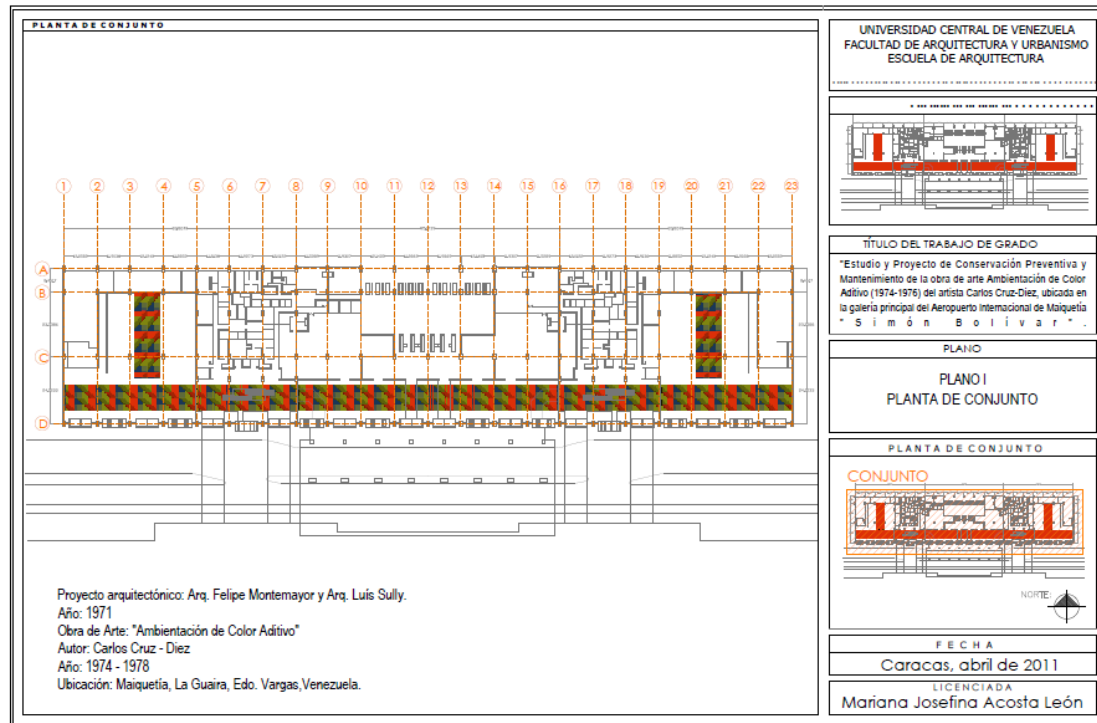 PLANTA DE CONJUNTO
1 2 3 4 5 6 7 8 9 10 11 12 13 14 15 16 17 18 19 20 21 22 23
A
B
C
D
Proyecto arquitectónico: Arq. Felipe Montemayor y Arq. Luís Sully.
Año: 1971
Obra de Arte: "Ambientación de Color Aditivo"
Autor: Carlos Cruz - Diez
Año: 1974 - 1978
Ubicación: Maiquetía, La Guaira, Edo. Vargas,Venezuela.
UNIVERSIDAD CENTRAL DE VENEZUELA
FACULTAD DE ARQUITECTURA Y URBANISMO
ESCUELA DE ARQUITECTURA
TÍTULO DEL TRABAJO DE GRADO
"Estudio y Proyecto de Conservación Preventiva y
Mantenimiento de la obra de arte Ambientación de Color
Aditivo (1974-1976) del artista Carlos Cruz-Diez, ubicada en
la galería principal del Aeropuerto Internacional de Maiquetía
"Simón Bolívar".
PLANO
PLANO I
PLANTA DE CONJUNTO
PLANTA DE CONJUNTO
CONJUNTO
NORTE:
FECHA
Caracas, abril de 2011
LICENCIADA
Mariana Josefina Acosta León